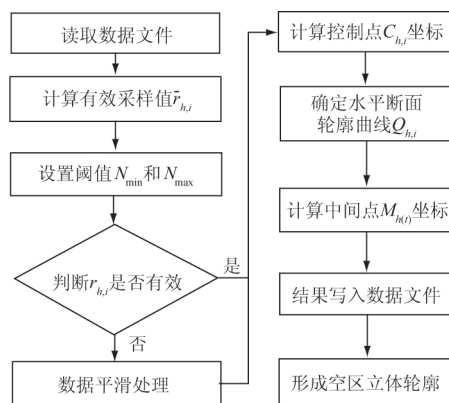 读取数据文件
计算有效采样值r̄h,i
设置阈值Nmin和Nmax
判断rh,i是否有效
是
否
数据平滑处理
计算控制点Ch,i坐标
确定水平断面
轮廓曲线Qh,i
计算中间点Mh(t)坐标
结果写入数据文件
形成空区立体轮廓